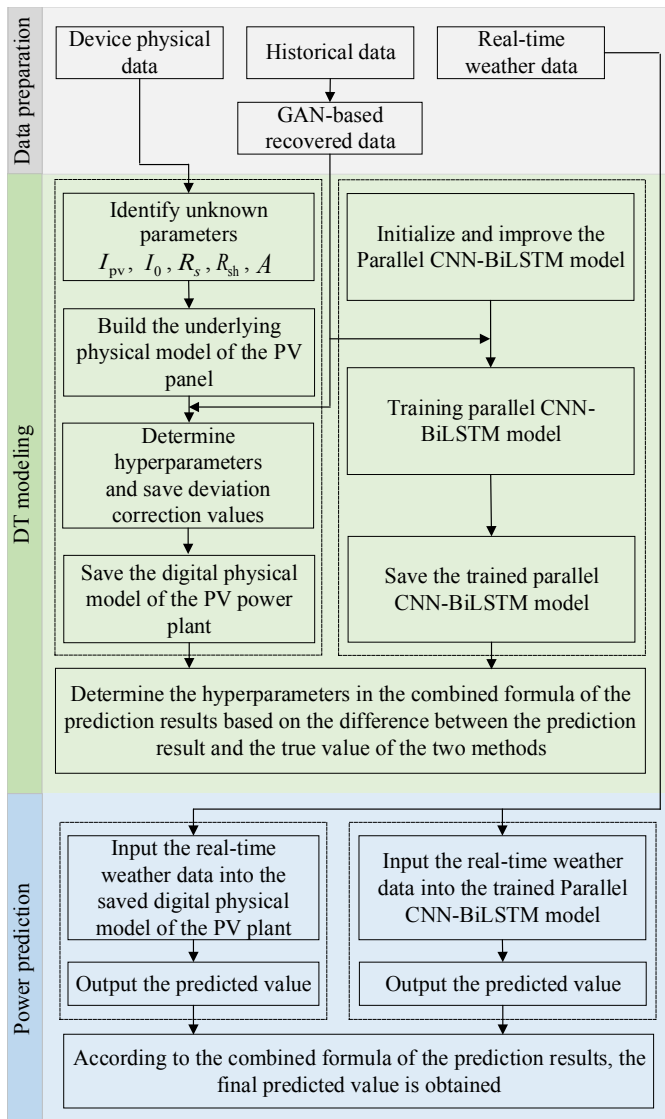 Data preparation
Device physical
data
Historical data
Real-time
weather data
GAN-based
recovered data
DT modeling
Identify unknown
parameters
I_pv, I_0, R_s, R_sh, A
Build the underlying
physical model of the PV
panel
Determine
hyperparameters
and save deviation
correction values
Save the digital physical
model of the PV power
plant
Initialize and improve the
Parallel CNN-BiLSTM model
Training parallel CNN-
BiLSTM model
Save the trained parallel
CNN-BiLSTM model
Determine the hyperparameters in the combined formula of the
prediction results based on the difference between the prediction
result and the true value of the two methods
Power prediction
Input the real-time
weather data into the
saved digital physical
model of the PV plant
Output the predicted value
Input the real-time weather
data into the trained Parallel
CNN-BiLSTM model
Output the predicted value
According to the combined formula of the prediction results, the
final predicted value is obtained